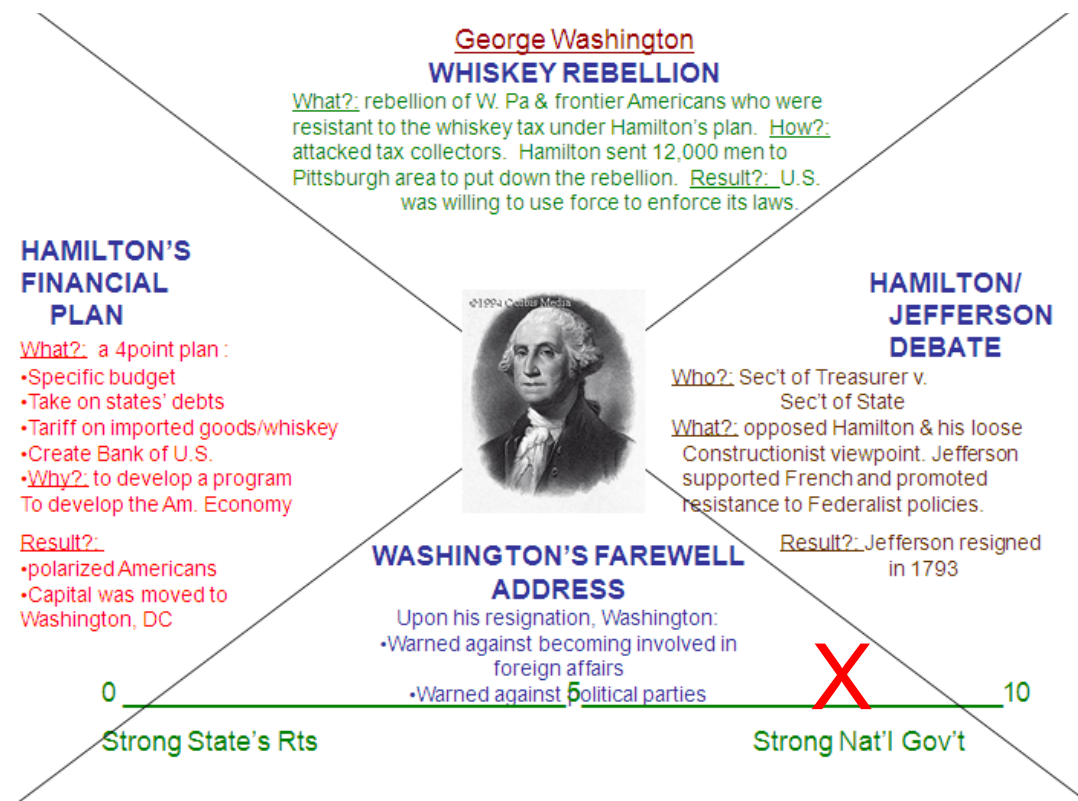 George Washington
WHISKEY REBELLION
What?: rebellion of W. Pa & frontier Americans who were
resistant to the whiskey tax under Hamilton's plan. How?:
attacked tax collectors. Hamilton sent 12,000 men to
Pittsburgh area to put down the rebellion. Result?: U.S.
was willing to use force to enforce its laws.
HAMILTON'S
FINANCIAL
PLAN
What?: a 4point plan :
•Specific budget
•Take on states' debts
•Tariff on imported goods/whiskey
•Create Bank of U.S.
•Why?: to develop a program
To develop the Am. Economy
Result?:
•polarized Americans
•Capital was moved to
Washington, DC
©1994 Corbis Media
HAMILTON/
JEFFERSON
DEBATE
Who?: Sec't of Treasurer v.
Sec't of State
What?: opposed Hamilton & his loose
Constructionist viewpoint. Jefferson
supported French and promoted
resistance to Federalist policies.
Result?: Jefferson resigned
in 1793
WASHINGTON'S FAREWELL
ADDRESS
Upon his resignation, Washington:
•Warned against becoming involved in
foreign affairs
•Warned against political parties
0 5 X 10
Strong State's Rts Strong Nat'l Gov't